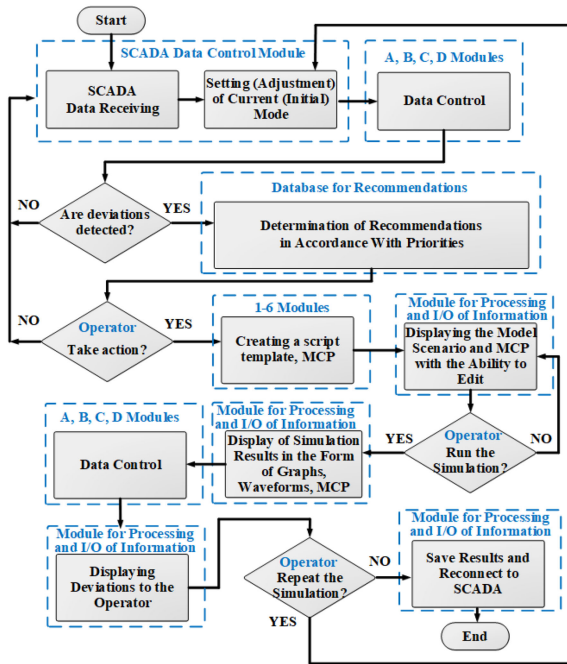 Start
SCADA Data Control Module
SCADA
Data Receiving
Setting (Adjustment)
of Current (Initial)
Mode
A, B, C, D Modules
Data Control
Are deviations
detected?
NO
YES
Database for Recommendations
Determination of Recommendations
in Accordance With Priorities
Operator
Take action?
NO
YES
1-6 Modules
Creating a script
template, MCP
Module for Processing
and I/O of Information
Displaying the Model
Scenario and MCP
with the Ability to
Edit
Operator
Run the
Simulation?
NO
YES
Module for Processing
and I/O of Information
Display of Simulation
Results in the Form
of Graphs,
Waveforms, MCP
A, B, C, D Modules
Data Control
Module for Processing
and I/O of Information
Displaying
Deviations to the
Operator
Operator
Repeat the
Simulation?
NO
YES
Module for Processing
and I/O of Information
Save Results and
Reconnect to
SCADA
End